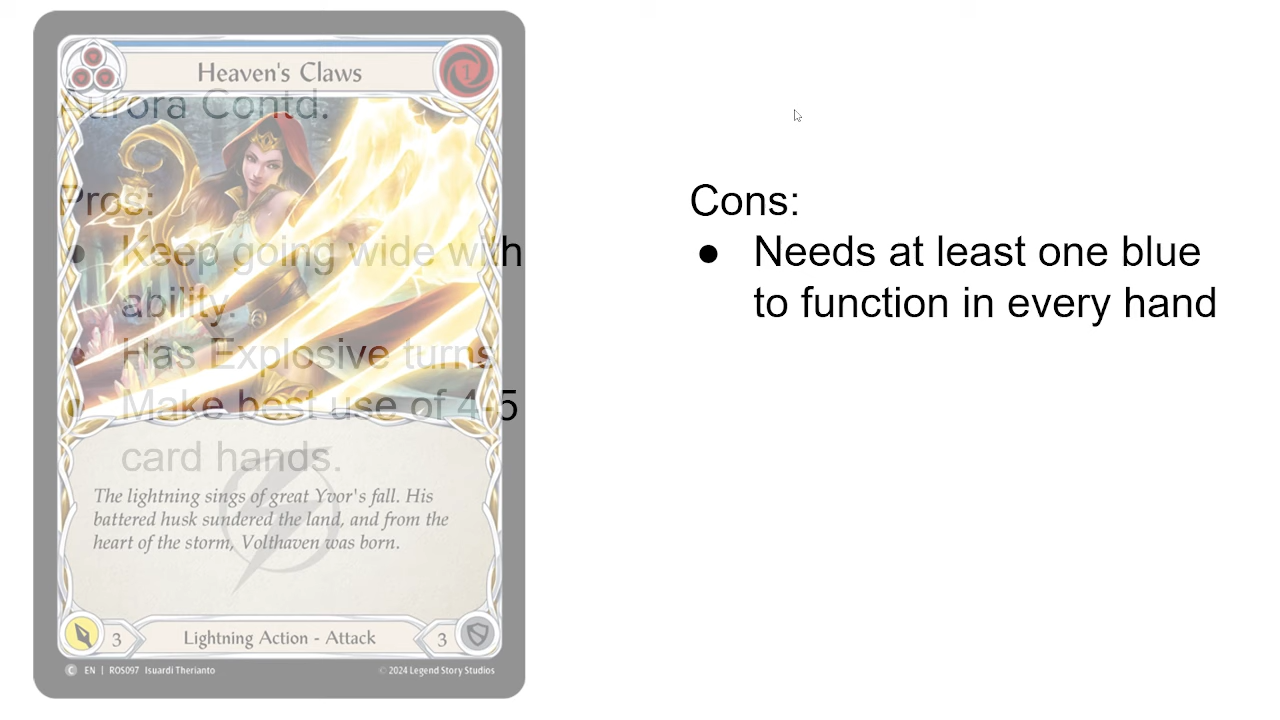 Heaven's Claws
1
Aurora Contd.
Pros:
● Keep going wide with
ability.
● Has Explosive turns
● Make best use of 4-5
card hands.
Cons:
● Needs at least one blue
to function in every hand
The lightning sings of great Yvor's fall. His
battered husk sundered the land, and from the
heart of the storm, Volthaven was born.
3
Lightning Action - Attack
3
C EN | ROS097 Isuardi Therianto
© 2024 Legend Story Studios